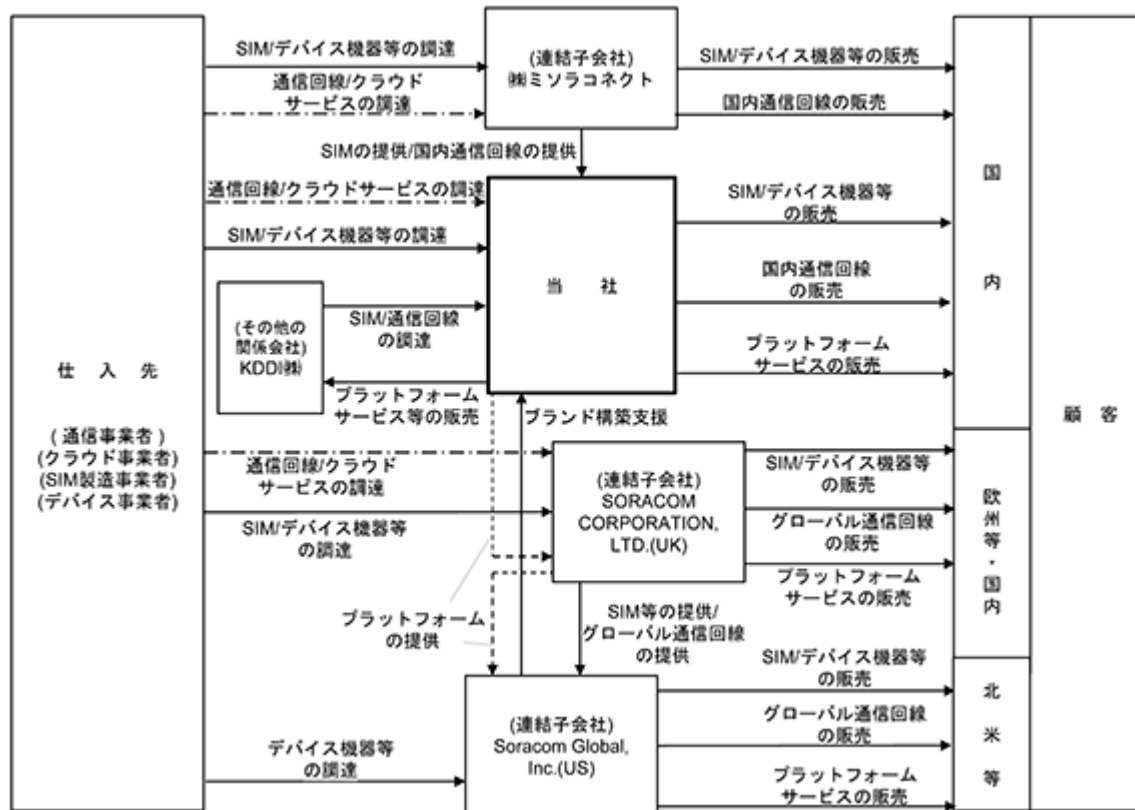 SIM/デバイス機器等の調達
通信回線/クラウド
サービスの調達
(連結子会社)
㈱ミソラコネクト
SIM/デバイス機器等の販売
国内通信回線の販売
SIMの提供/国内通信回線の提供
通信回線/クラウドサービスの調達
SIM/デバイス機器等の調達
当 社
SIM/デバイス機器等
の販売
国内通信回線
の販売
プラットフォーム
サービスの販売
国内
(その他の
関係会社)
KDDI㈱
SIM/通信回線
の調達
プラットフォーム
サービス等の販売
ブランド構築支援
仕 入 先
(通信事業者)
(クラウド事業者)
(SIM製造事業者)
(デバイス事業者)
顧 客
通信回線/クラウド
サービスの調達
SIM/デバイス機器等
の調達
(連結子会社)
SORACOM
CORPORATION,
LTD.(UK)
SIM/デバイス機器等
の販売
グローバル通信回線
の販売
プラットフォーム
サービスの販売
欧州等・国内
プラットフォーム
の提供
SIM等の提供/
グローバル通信回線
の提供
デバイス機器等
の調達
(連結子会社)
Soracom Global,
Inc.(US)
SIM/デバイス機器等
の販売
グローバル通信回線
の販売
プラットフォーム
サービスの販売
北米等